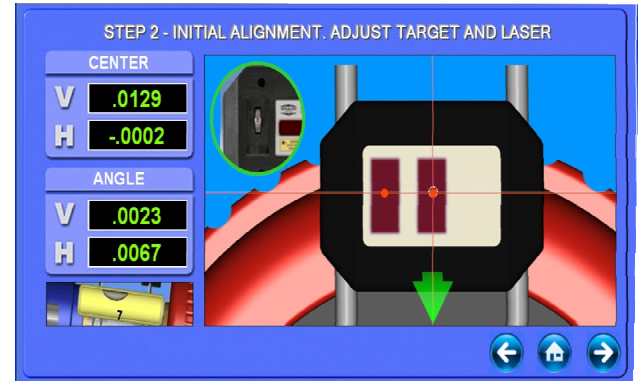 STEP 2 - INITIAL ALIGNMENT. ADJUST TARGET AND LASER
CENTER
V .0129
H -.0002
ANGLE
V .0023
H .0067
7